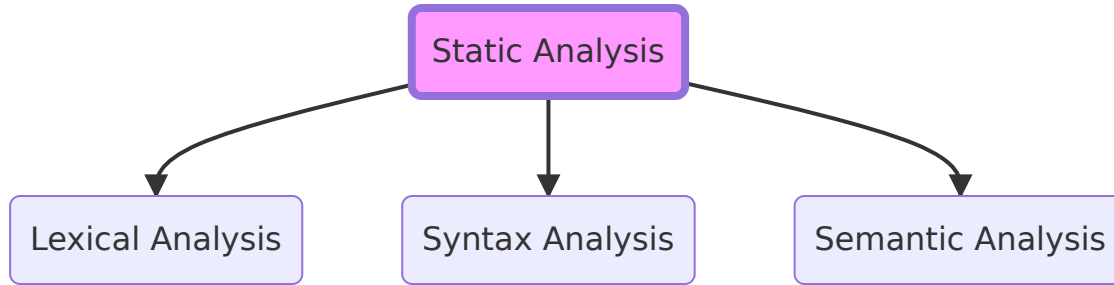 Static Analysis
Lexical Analysis
Syntax Analysis
Semantic Analysis